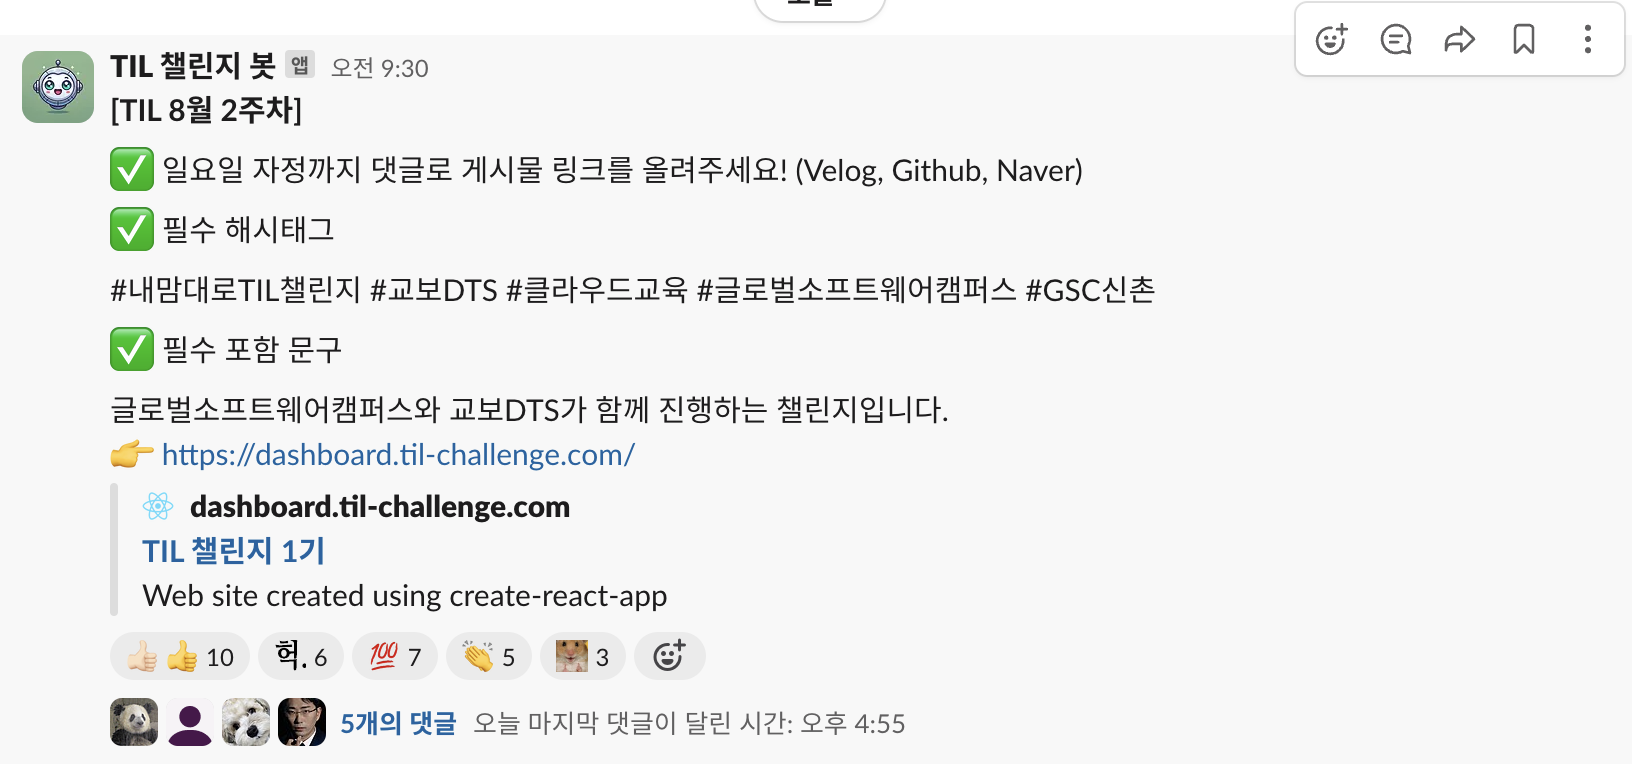 TIL 챌린지 봇 앱 오전 9:30
[TIL 8월 2주차]
일요일 자정까지 댓글로 게시물 링크를 올려주세요! (Velog, Github, Naver)
필수 해시태그
#내맘대로TIL챌린지 #교보DTS #클라우드교육 #글로벌소프트웨어캠퍼스 #GSC신촌
필수 포함 문구
글로벌소프트웨어캠퍼스와 교보DTS가 함께 진행하는 챌린지입니다.
https://dashboard.til-challenge.com/
dashboard.til-challenge.com
TIL 챌린지 1기
Web site created using create-react-app
10 헉. 6 100 7 5 3
5개의 댓글 오늘 마지막 댓글이 달린 시간: 오후 4:55